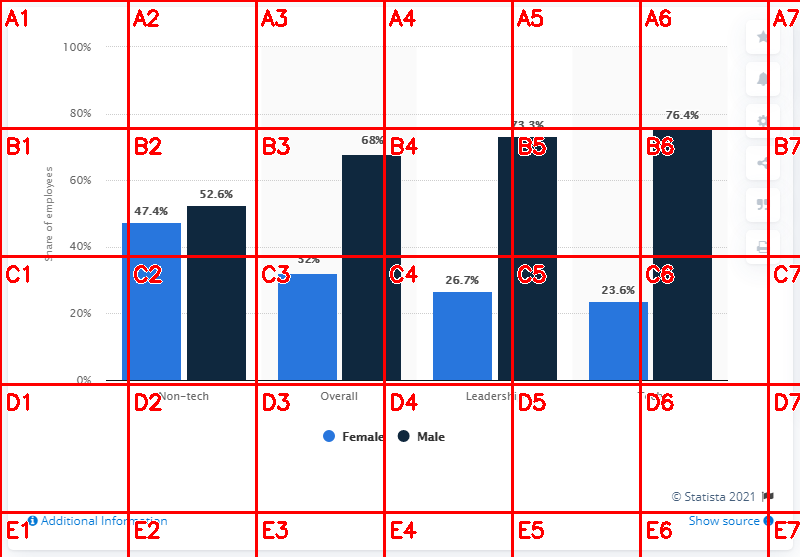 A1 A2 A3 A4 A5 A6 A7
100%
80%
76.4%
73.3%
B1 B2 B3 B4 B5 B6 B7
68%
60%
52.6%
47.4%
Share of employees
40%
32%
C1 C2 C3 C4 C5 C6 C7
26.7%
23.6%
20%
0%
Non-tech Overall Leadership
D1 D2 D3 D4 D5 D6 D7
Female Male
© Statista 2021
Additional Information Show source
E1 E2 E3 E4 E5 E6 E7